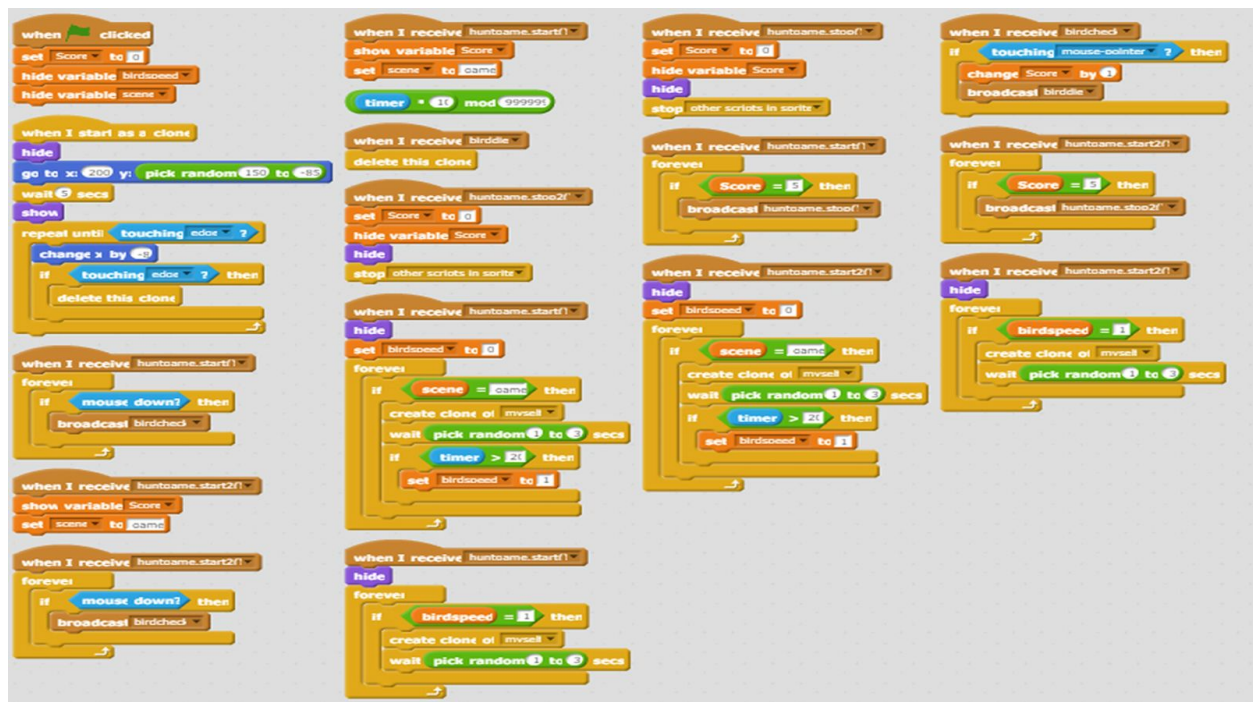 when clicked
set Score to 0
hide variable birdspeed
hide variable scene
when I start as a clone
hide
go to x: 200 y: pick random 150 to -85
wait 5 secs
show
repeat until touching edge ?
change x by -8
if touching edge ? then
delete this clone
when I receive huntgame.start()
forever
if mouse down? then
broadcast birdcheck
when I receive huntgame.start2()
show variable Score
set scene to game
when I receive huntgame.start2()
forever
if mouse down? then
broadcast birdcheck
when I receive huntgame.start()
show variable Score
set scene to game
timer * 10 mod 99999
when I receive birddie
delete this clone
when I receive huntgame.stop2()
set Score to 0
hide variable Score
hide
stop other scripts in sprite
when I receive huntgame.start()
hide
set birdspeed to 0
forever
if scene = game then
create clone of myself
wait pick random 1 to 3 secs
if timer > 20 then
set birdspeed to 1
when I receive huntgame.start()
hide
forever
if birdspeed = 1 then
create clone of myself
wait pick random 1 to 3 secs
when I receive huntgame.stop()
set Score to 0
hide variable Score
hide
stop other scripts in sprite
when I receive huntgame.start()
forever
if Score = 5 then
broadcast huntgame.stop()
when I receive huntgame.start2()
hide
set birdspeed to 0
forever
if scene = game then
create clone of myself
wait pick random 1 to 3 secs
if timer > 20 then
set birdspeed to 1
when I receive birdcheck
if touching mouse-pointer ? then
change Score by 1
broadcast birddie
when I receive huntgame.start2()
forever
if Score = 5 then
broadcast huntgame.stop2()
when I receive huntgame.start2()
hide
forever
if birdspeed = 1 then
create clone of myself
wait pick random 1 to 3 secs